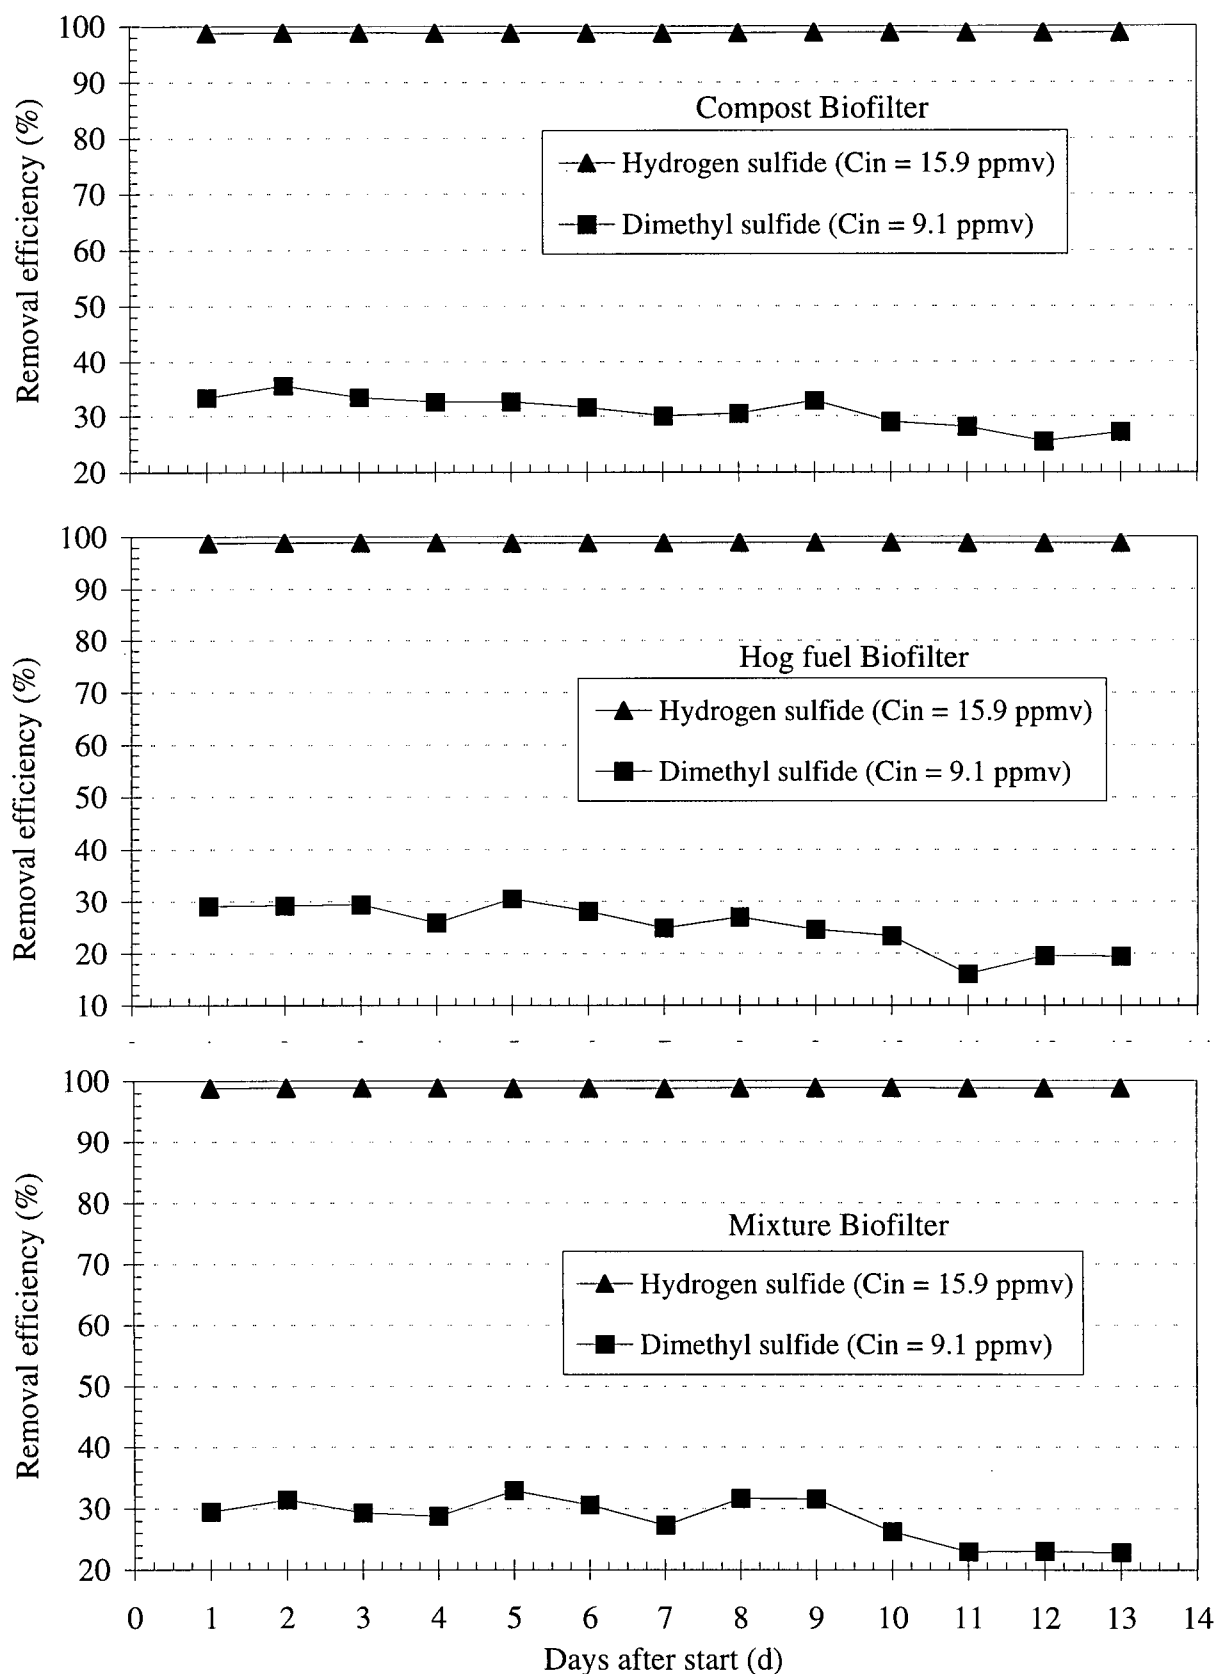 100
90
80
70
60
50
40
30
20
Removal efficiency (%)
Compost Biofilter
Hydrogen sulfide (Cin = 15.9 ppmv)
Dimethyl sulfide (Cin = 9.1 ppmv)
100
90
80
70
60
50
40
30
20
10
Removal efficiency (%)
Hog fuel Biofilter
Hydrogen sulfide (Cin = 15.9 ppmv)
Dimethyl sulfide (Cin = 9.1 ppmv)
100
90
80
70
60
50
40
30
20
Removal efficiency (%)
Mixture Biofilter
Hydrogen sulfide (Cin = 15.9 ppmv)
Dimethyl sulfide (Cin = 9.1 ppmv)
0 1 2 3 4 5 6 7 8 9 10 11 12 13 14
Days after start (d)